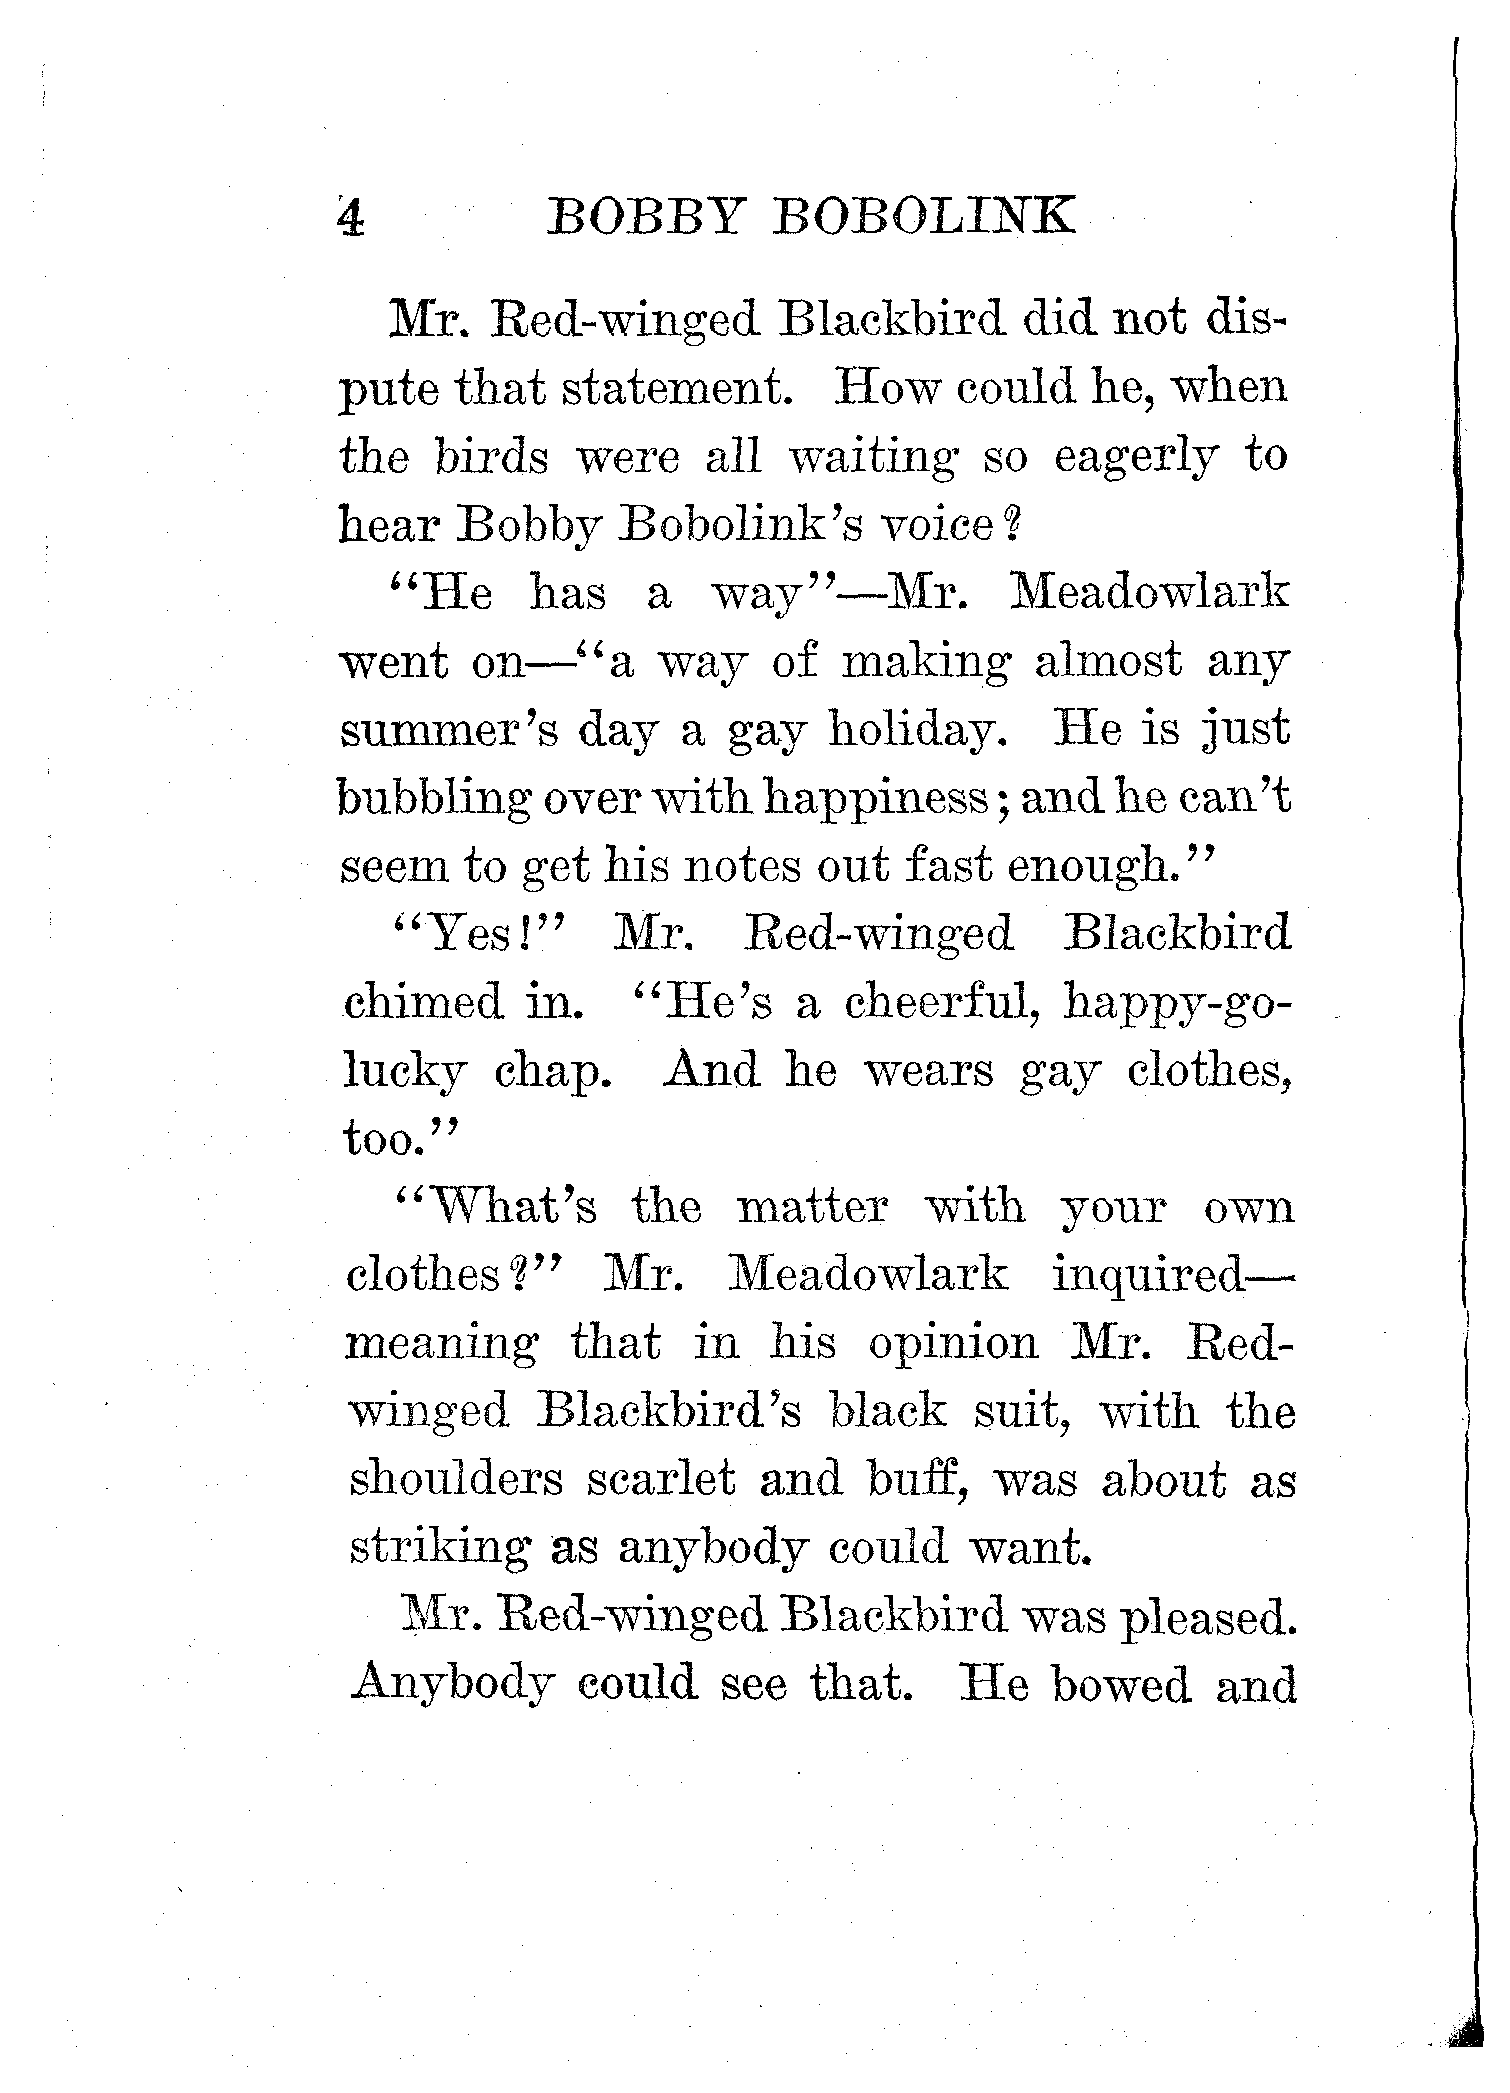 4 BOBBY BOBOLINK
Mr. Red-winged Blackbird did not dis-
pute that statement. How could he, when
the birds were all waiting so eagerly to
hear Bobby Bobolink's voice?
"He has a way"—Mr. Meadowlark
went on—"a way of making almost any
summer's day a gay holiday. He is just
bubbling over with happiness; and he can't
seem to get his notes out fast enough."
"Yes!" Mr. Red-winged Blackbird
chimed in. "He's a cheerful, happy-go-
lucky chap. And he wears gay clothes,
too."
"What's the matter with your own
clothes?" Mr. Meadowlark inquired—
meaning that in his opinion Mr. Red-
winged Blackbird's black suit, with the
shoulders scarlet and buff, was about as
striking as anybody could want.
Mr. Red-winged Blackbird was pleased.
Anybody could see that. He bowed and